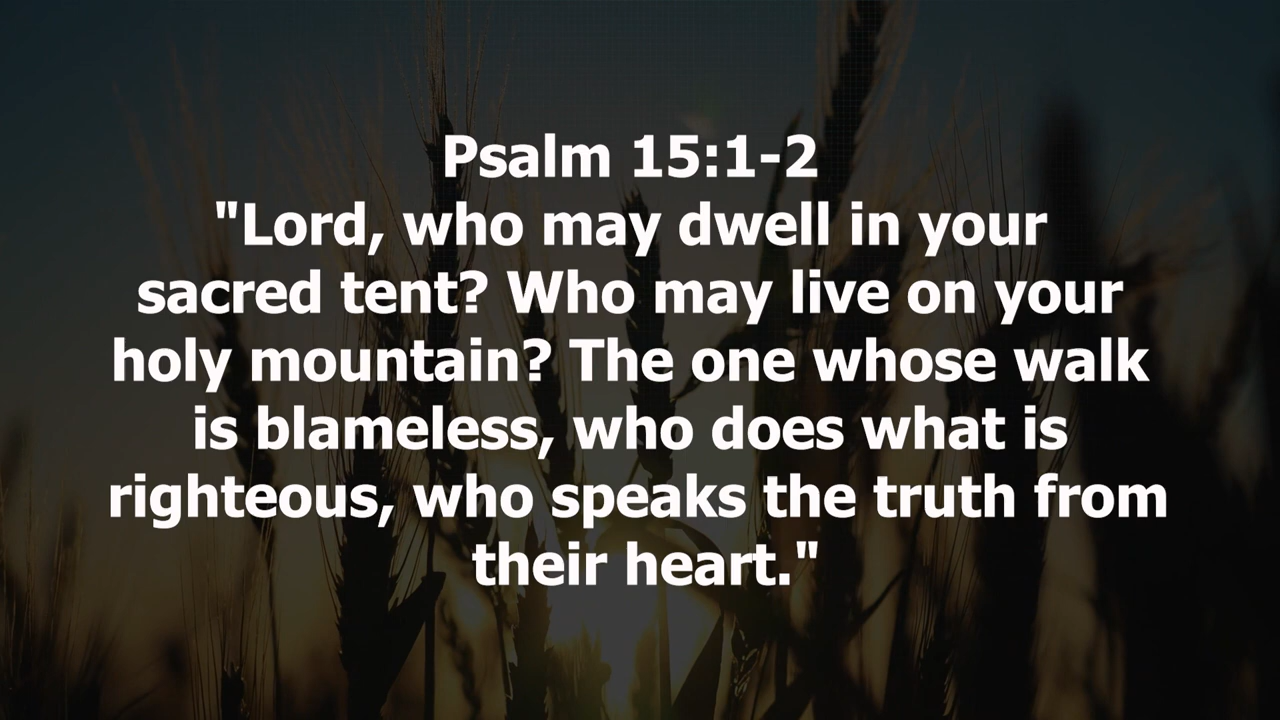 Psalm 15:1-2
"Lord, who may dwell in your
sacred tent? Who may live on your
holy mountain? The one whose walk
is blameless, who does what is
righteous, who speaks the truth from
their heart."